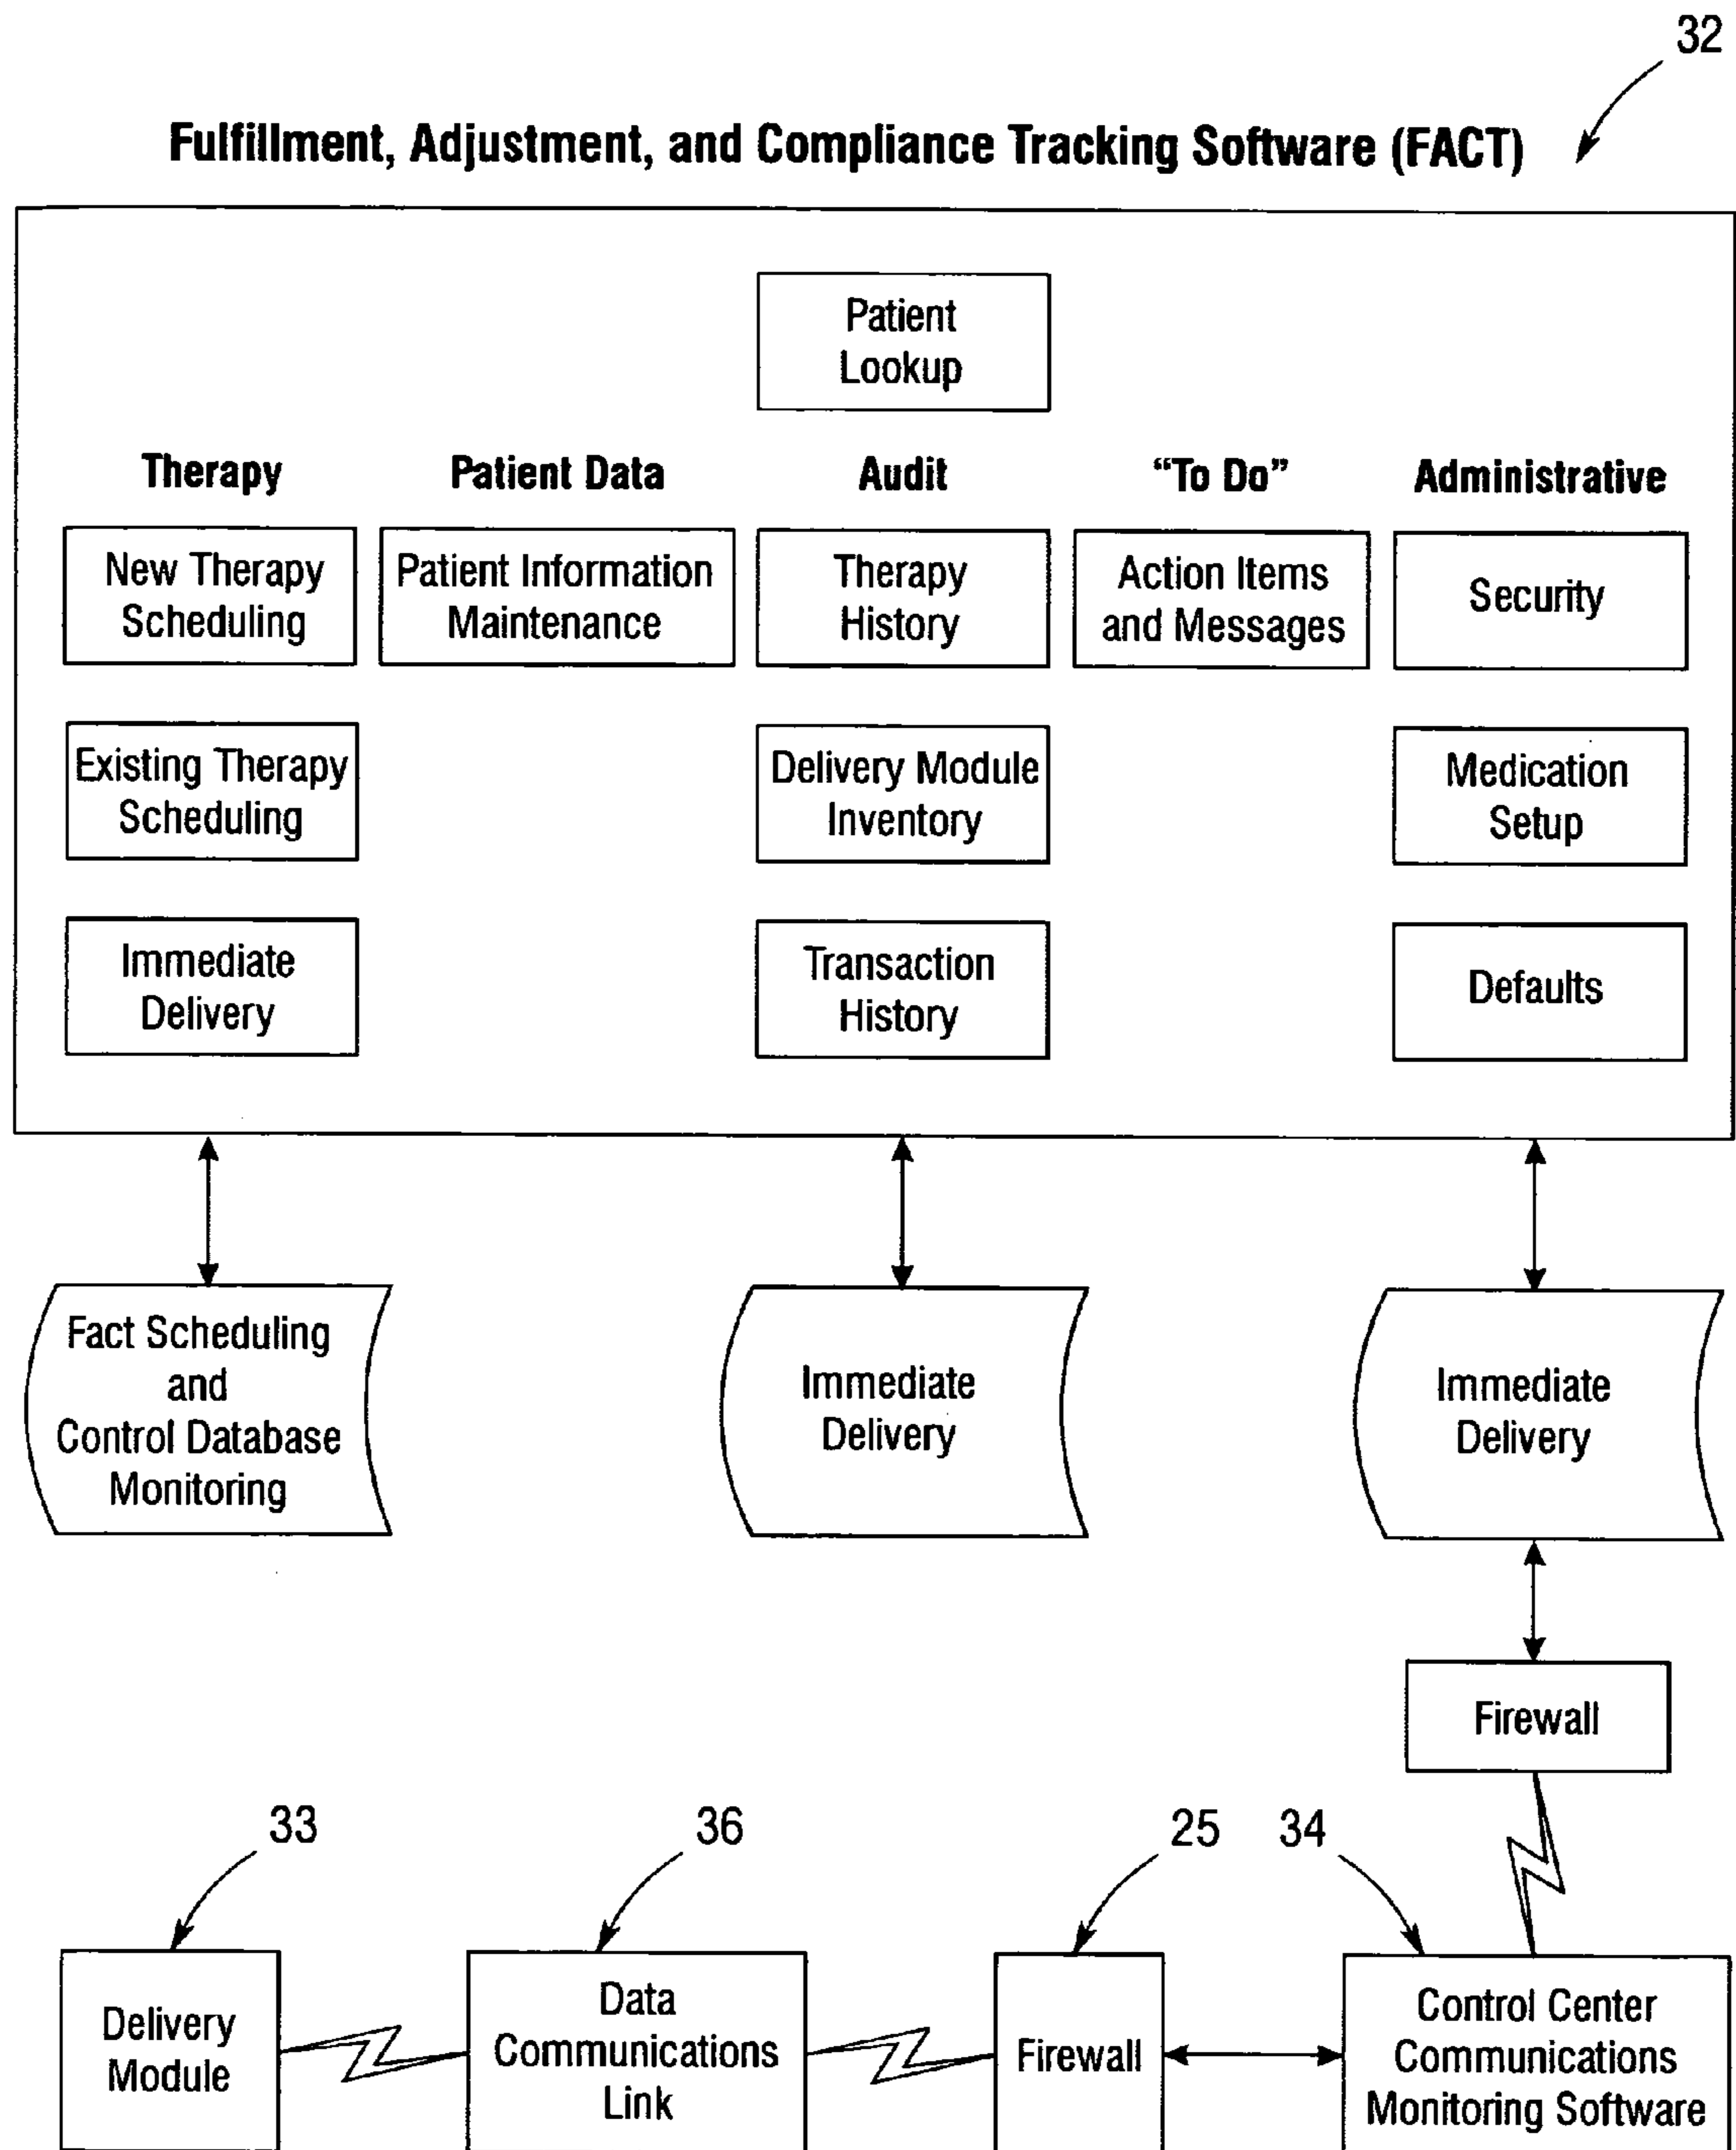 32
Fulfillment, Adjustment, and Compliance Tracking Software (FACT)
Patient
Lookup
Therapy
Patient Data
Audit
“To Do”
Administrative
New Therapy
Scheduling
Patient Information
Maintenance
Therapy
History
Action Items
and Messages
Security
Existing Therapy
Scheduling
Delivery Module
Inventory
Medication
Setup
Immediate
Delivery
Transaction
History
Defaults
Fact Scheduling
and
Control Database
Monitoring
Immediate
Delivery
Immediate
Delivery
Firewall
33
36
25
34
Delivery
Module
Data
Communications
Link
Firewall
Control Center
Communications
Monitoring Software